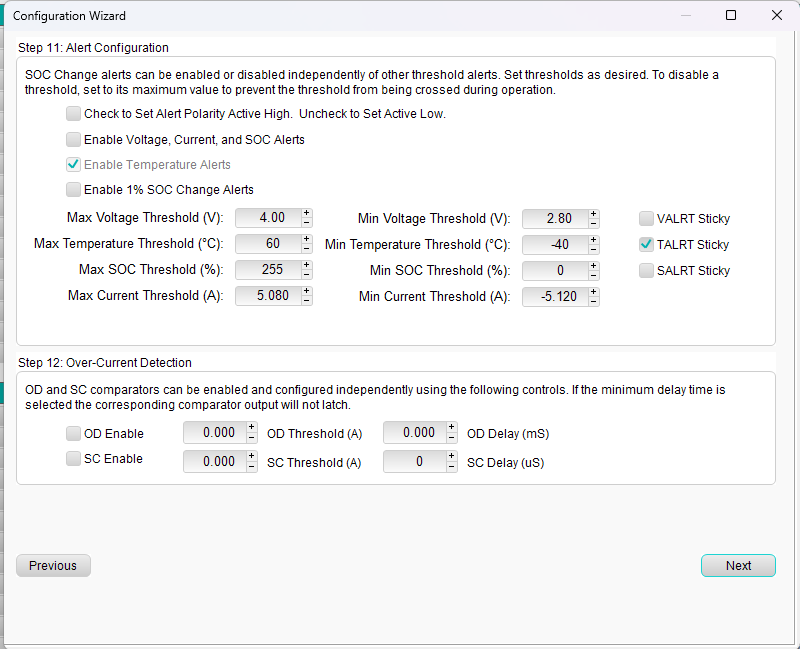 Configuration Wizard
Step 11: Alert Configuration
SOC Change alerts can be enabled or disabled independently of other threshold alerts. Set thresholds as desired. To disable a
threshold, set to its maximum value to prevent the threshold from being crossed during operation.
Check to Set Alert Polarity Active High.  Uncheck to Set Active Low.
Enable Voltage, Current, and SOC Alerts
Enable Temperature Alerts
Enable 1% SOC Change Alerts
Max Voltage Threshold (V): 4.00 Min Voltage Threshold (V): 2.80 VALRT Sticky
Max Temperature Threshold (°C): 60 Min Temperature Threshold (°C): -40 TALRT Sticky
Max SOC Threshold (%): 255 Min SOC Threshold (%): 0 SALRT Sticky
Max Current Threshold (A): 5.080 Min Current Threshold (A): -5.120
Step 12: Over-Current Detection
OD and SC comparators can be enabled and configured independently using the following controls. If the minimum delay time is
selected the corresponding comparator output will not latch.
OD Enable 0.000 OD Threshold (A) 0.000 OD Delay (mS)
SC Enable 0.000 SC Threshold (A) 0 SC Delay (uS)
Previous Next